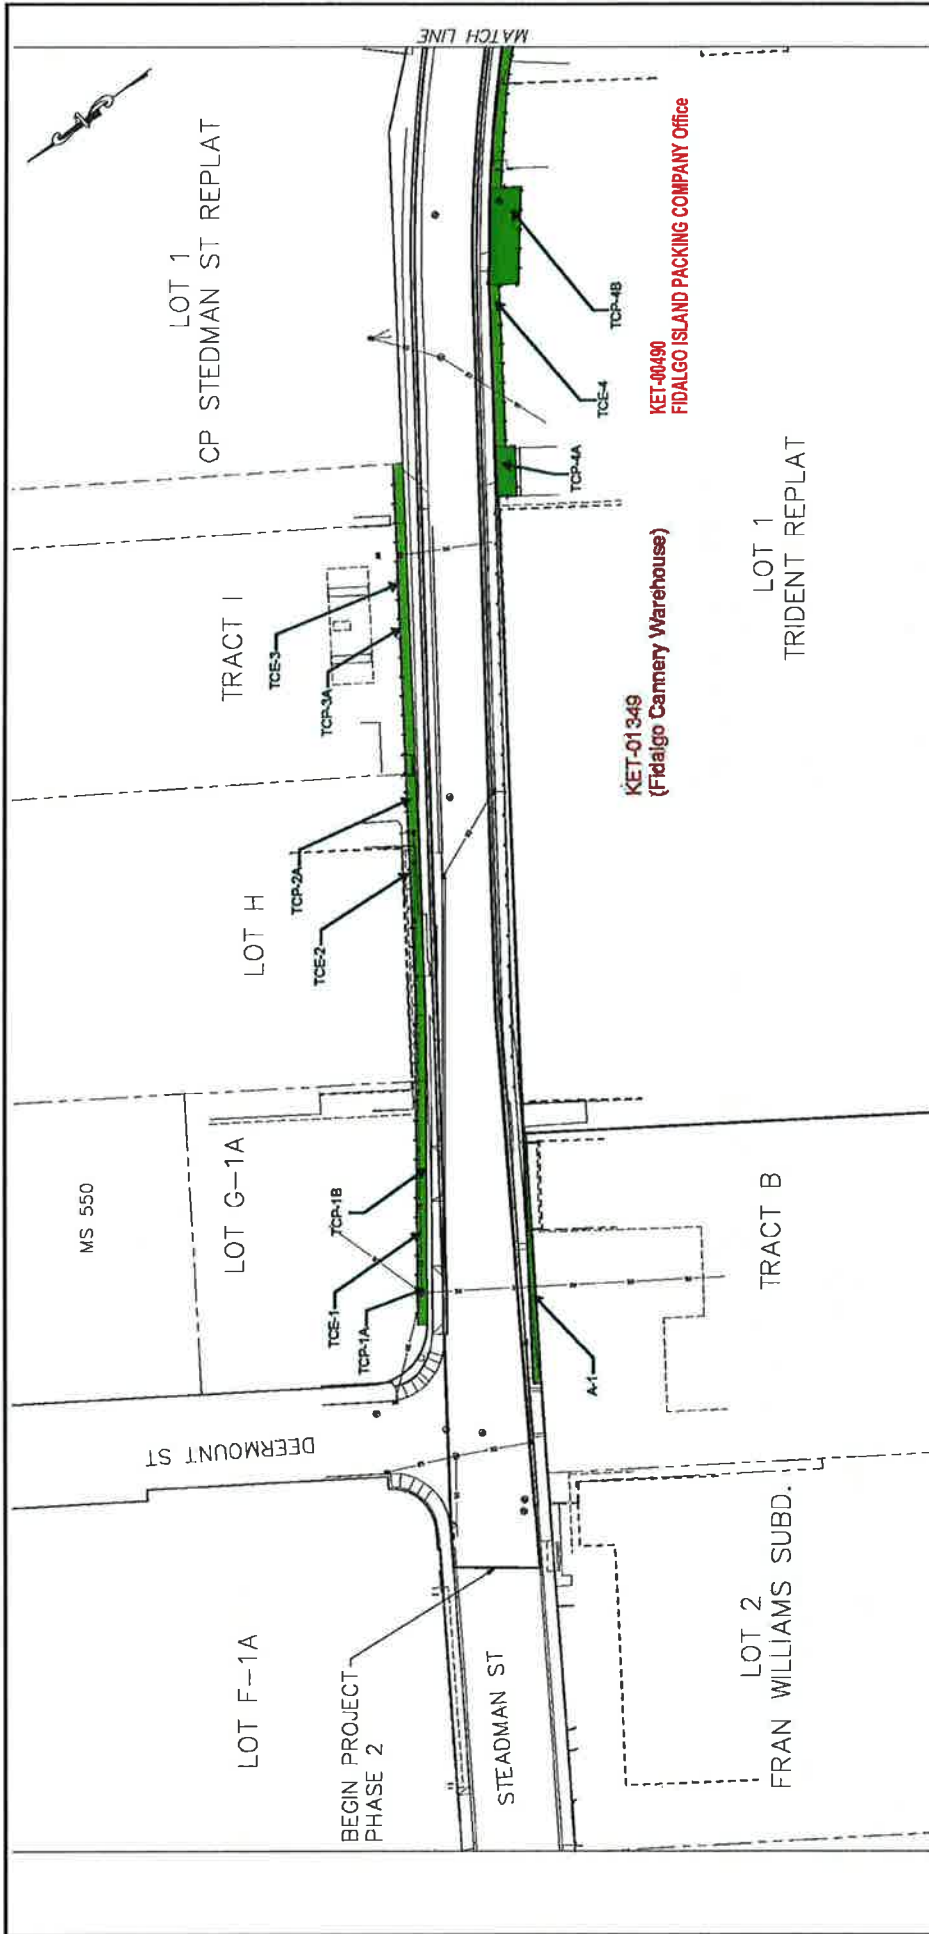 MATCH LINE
LOT 1
CP STEDMAN ST REPLAT
TRACT I
LOT H
LOT G-1A
MS 550
DEERMOUNT ST
LOT F-1A
BEGIN PROJECT
PHASE 2
STEADMAN ST
TCE-3
TCP-3A
TCP-2A
TCE-2
TCP-1B
TCE-1
TCP-1A
A-1
TCP-4B
TCE-4
TCP-4A
KET-00490
FIDALGO ISLAND PACKING COMPANY Office
KET-01349
(Fidalgo Cannery Warehouse)
LOT 1
TRIDENT REPLAT
TRACT B
LOT 2
FRAN WILLIAMS SUBD.